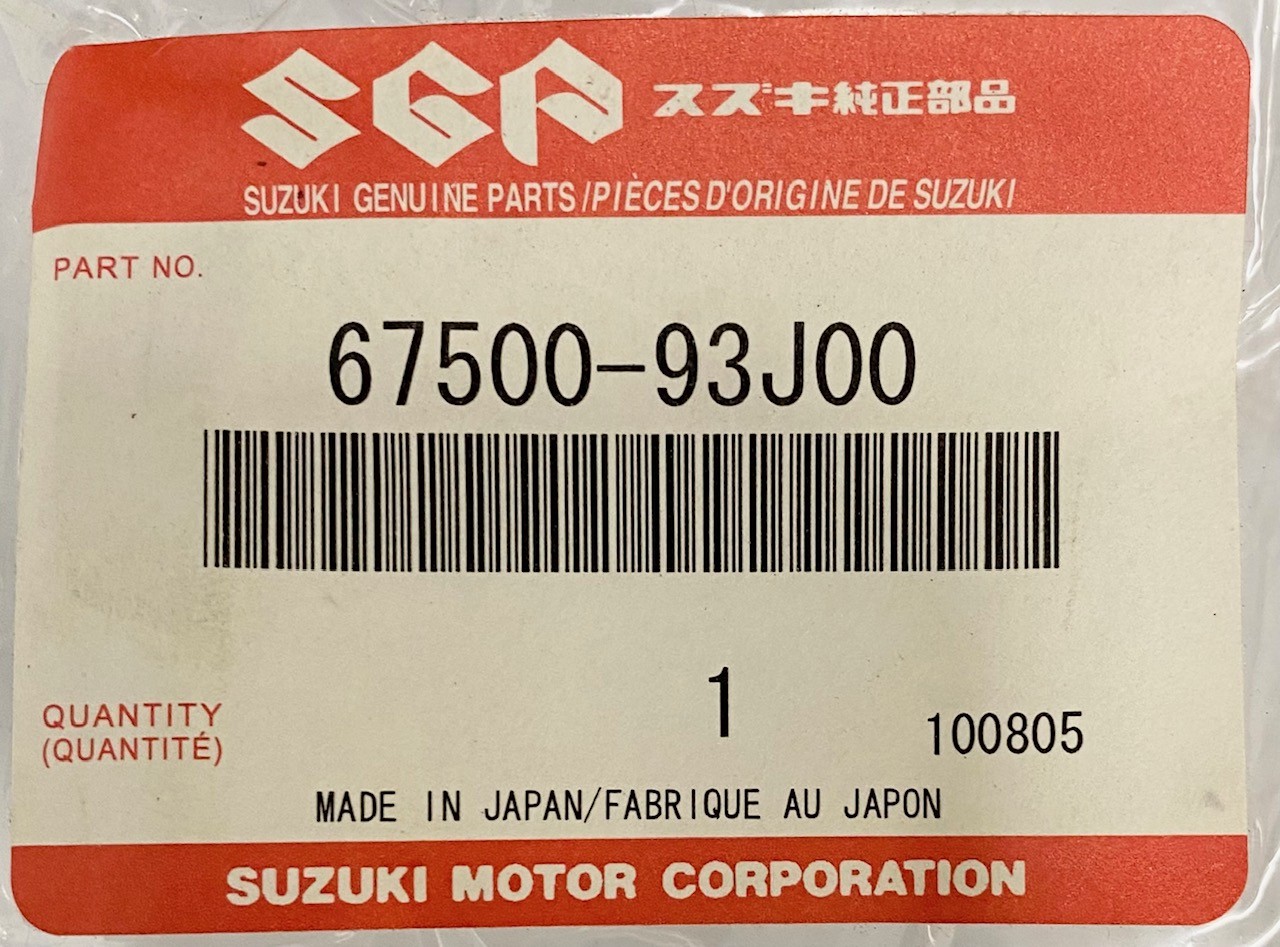 SGP スズキ純正部品
SUZUKI GENUINE PARTS/PIÈCES D'ORIGINE DE SUZUKI
PART NO.
67500-93J00
1
QUANTITY
(QUANTITÉ)
100805
MADE IN JAPAN/FABRIQUE AU JAPON
SUZUKI MOTOR CORPORATION